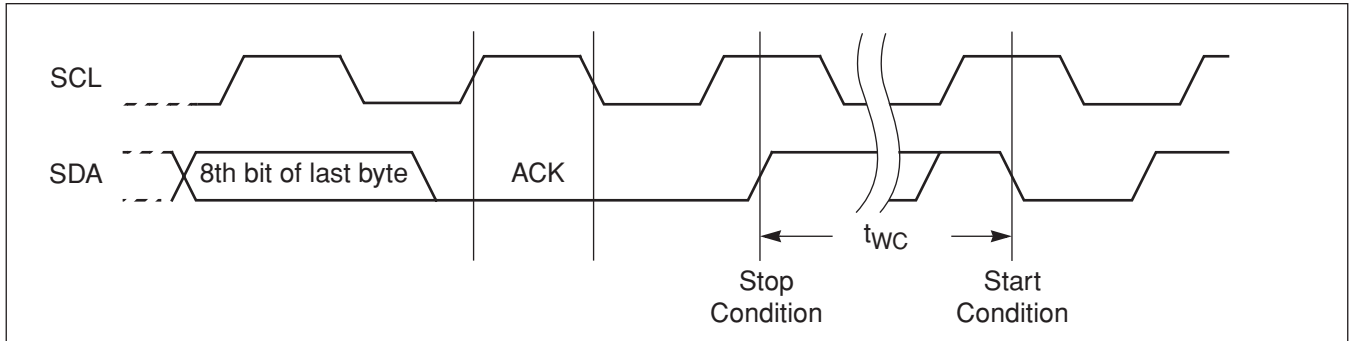 SCL
SDA
8th bit of last byte
ACK
tWC
Stop
Condition
Start
Condition